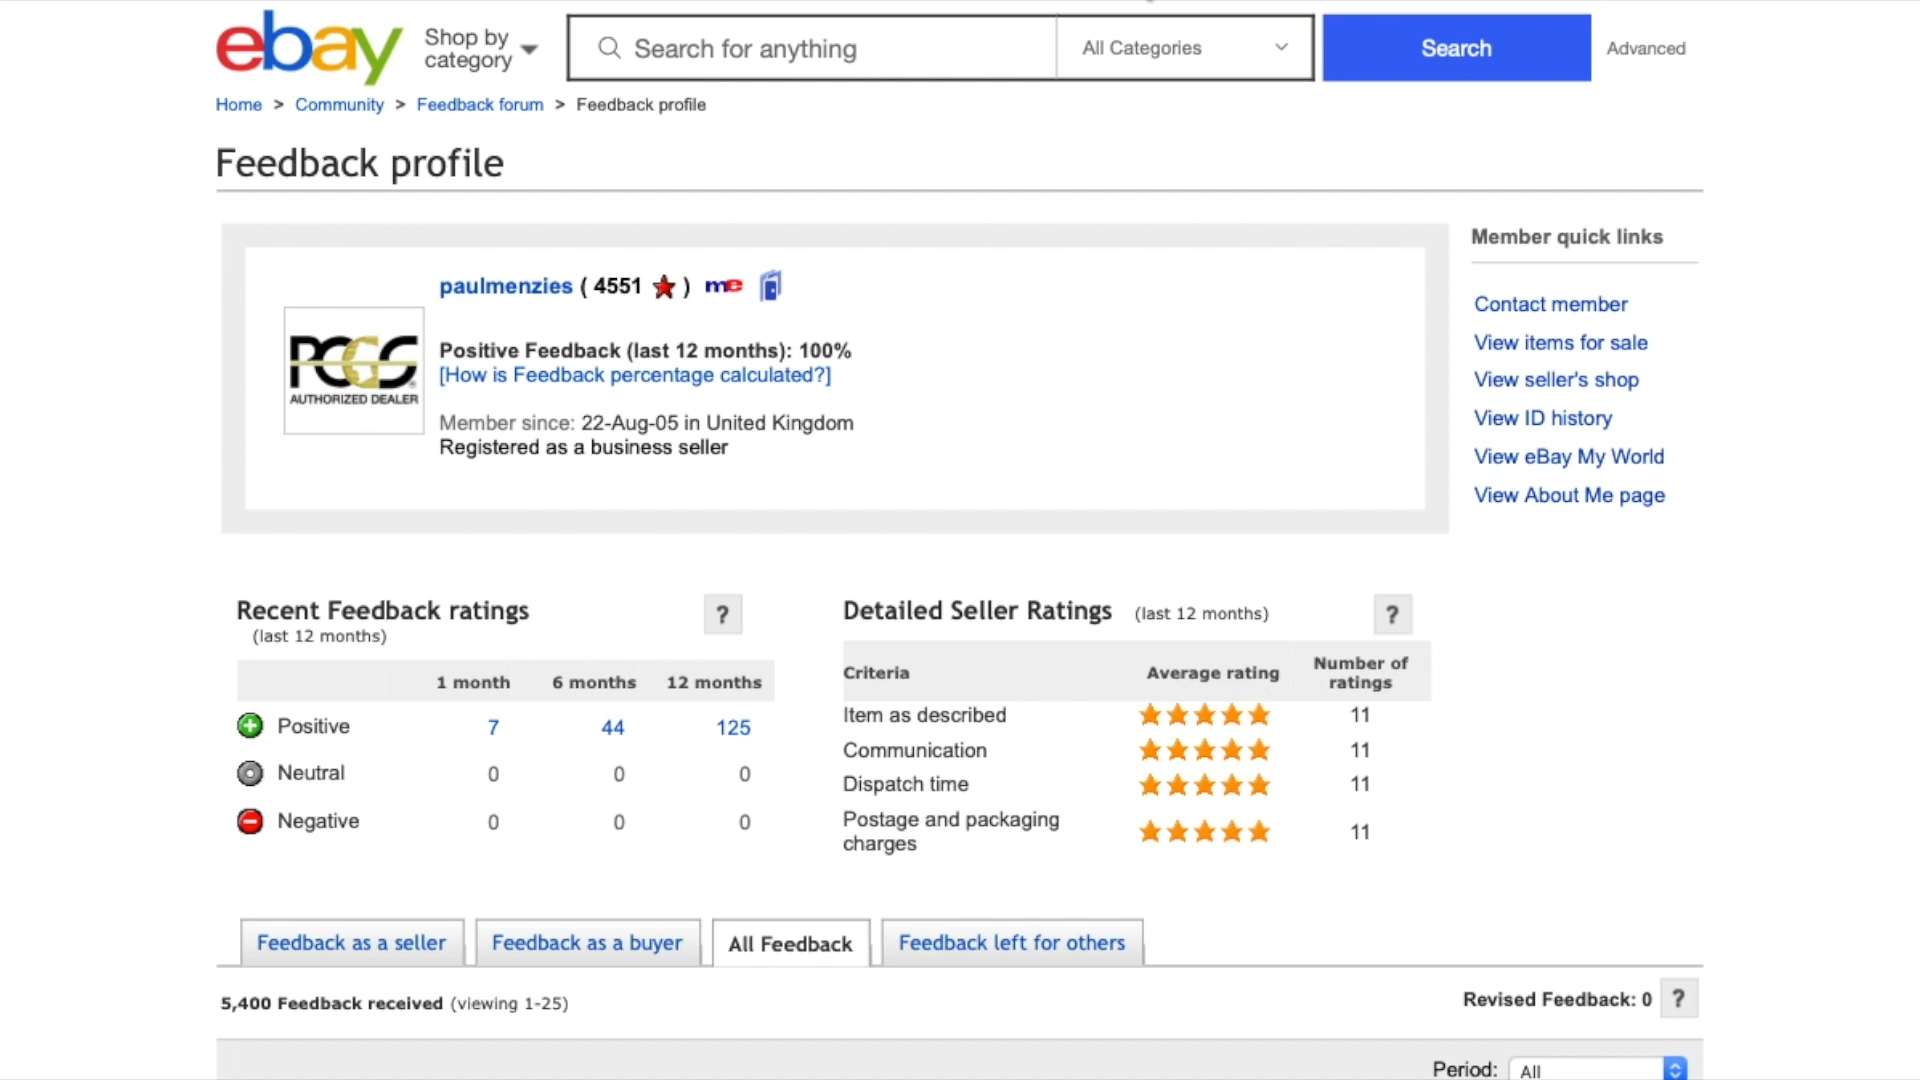 ebay
Shop by
category
Search for anything
All Categories
Search
Advanced
Home > Community > Feedback forum > Feedback profile
Feedback profile
paulmenzies ( 4551 ) me
PCGS
AUTHORIZED DEALER
Positive Feedback (last 12 months): 100%
[How is Feedback percentage calculated?]
Member since: 22-Aug-05 in United Kingdom
Registered as a business seller
Member quick links
Contact member
View items for sale
View seller's shop
View ID history
View eBay My World
View About Me page
Recent Feedback ratings ?
(last 12 months)
1 month 6 months 12 months
Positive 7 44 125
Neutral 0 0 0
Negative 0 0 0
Detailed Seller Ratings (last 12 months) ?
Criteria Average rating Number of
ratings
Item as described 11
Communication 11
Dispatch time 11
Postage and packaging
charges 11
Feedback as a seller Feedback as a buyer All Feedback Feedback left for others
5,400 Feedback received (viewing 1-25)
Revised Feedback: 0 ?
Period: All